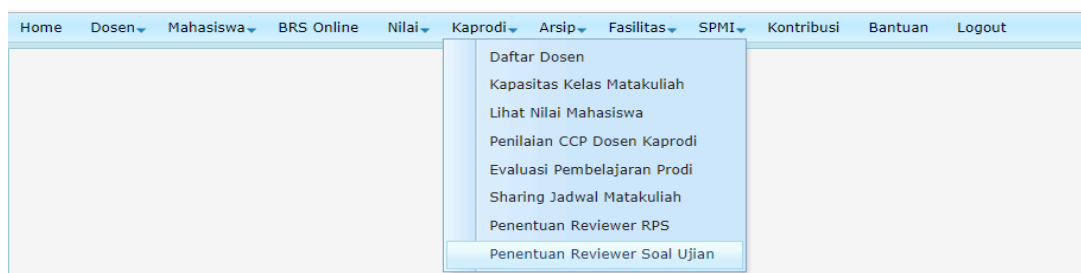 Home Dosen Mahasiswa BRS Online Nilai Kaprodi Arsip Fasilitas SPMI Kontribusi Bantuan Logout
Daftar Dosen
Kapasitas Kelas Matakuliah
Lihat Nilai Mahasiswa
Penilaian CCP Dosen Kaprodi
Evaluasi Pembelajaran Prodi
Sharing Jadwal Matakuliah
Penentuan Reviewer RPS
Penentuan Reviewer Soal Ujian